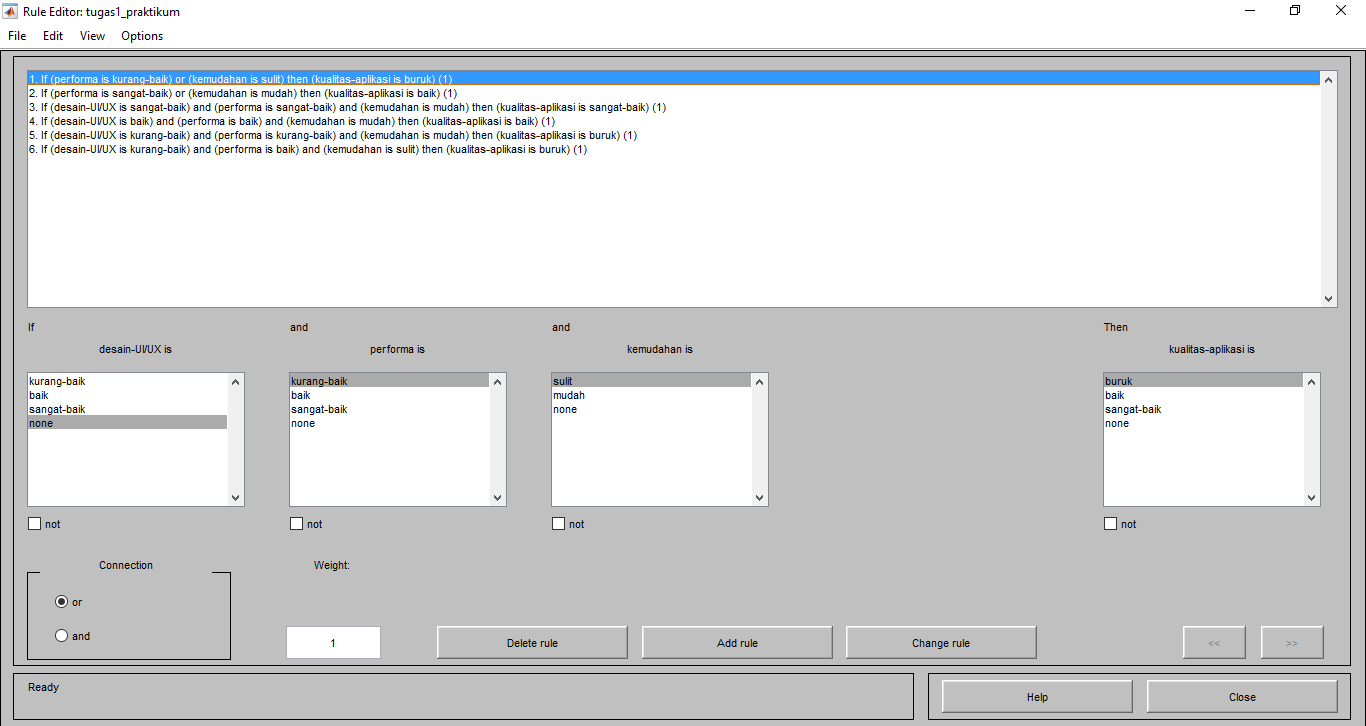 Rule Editor: tugas1_praktikum
File Edit View Options
1. If (performa is kurang-baik) or (kemudahan is sulit) then (kualitas-aplikasi is buruk) (1)
2. If (performa is sangat-baik) or (kemudahan is mudah) then (kualitas-aplikasi is baik) (1)
3. If (desain-UI/UX is sangat-baik) and (performa is sangat-baik) and (kemudahan is mudah) then (kualitas-aplikasi is sangat-baik) (1)
4. If (desain-UI/UX is baik) and (performa is baik) and (kemudahan is mudah) then (kualitas-aplikasi is baik) (1)
5. If (desain-UI/UX is kurang-baik) and (performa is kurang-baik) and (kemudahan is mudah) then (kualitas-aplikasi is buruk) (1)
6. If (desain-UI/UX is kurang-baik) and (performa is baik) and (kemudahan is sulit) then (kualitas-aplikasi is buruk) (1)
If
desain-UI/UX is
kurang-baik
baik
sangat-baik
none
not
and
performa is
kurang-baik
baik
sangat-baik
none
not
and
kemudahan is
sulit
mudah
none
not
Then
kualitas-aplikasi is
buruk
baik
sangat-baik
none
not
Connection
or
and
Weight:
1
Delete rule
Add rule
Change rule
<<
>>
Ready
Help
Close